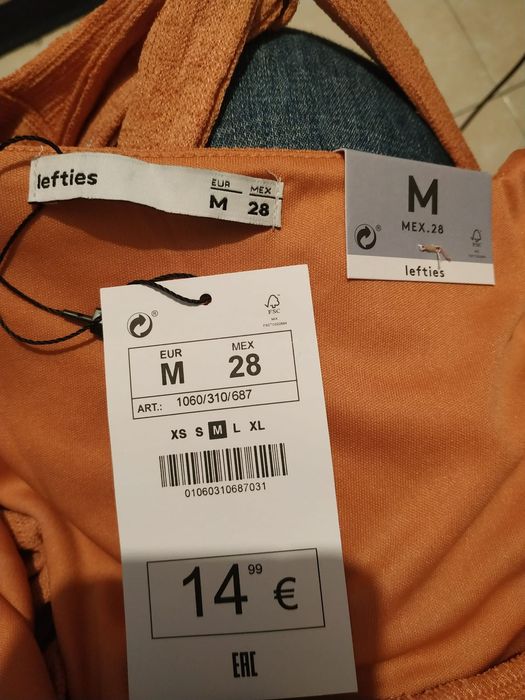 lefties
EUR MEX
M 28
M
MEX.28
lefties
FSC
EUR MEX
M 28
ART.: 1060/310/687
XS S M L XL
01060310687031
14 99 €
EAC